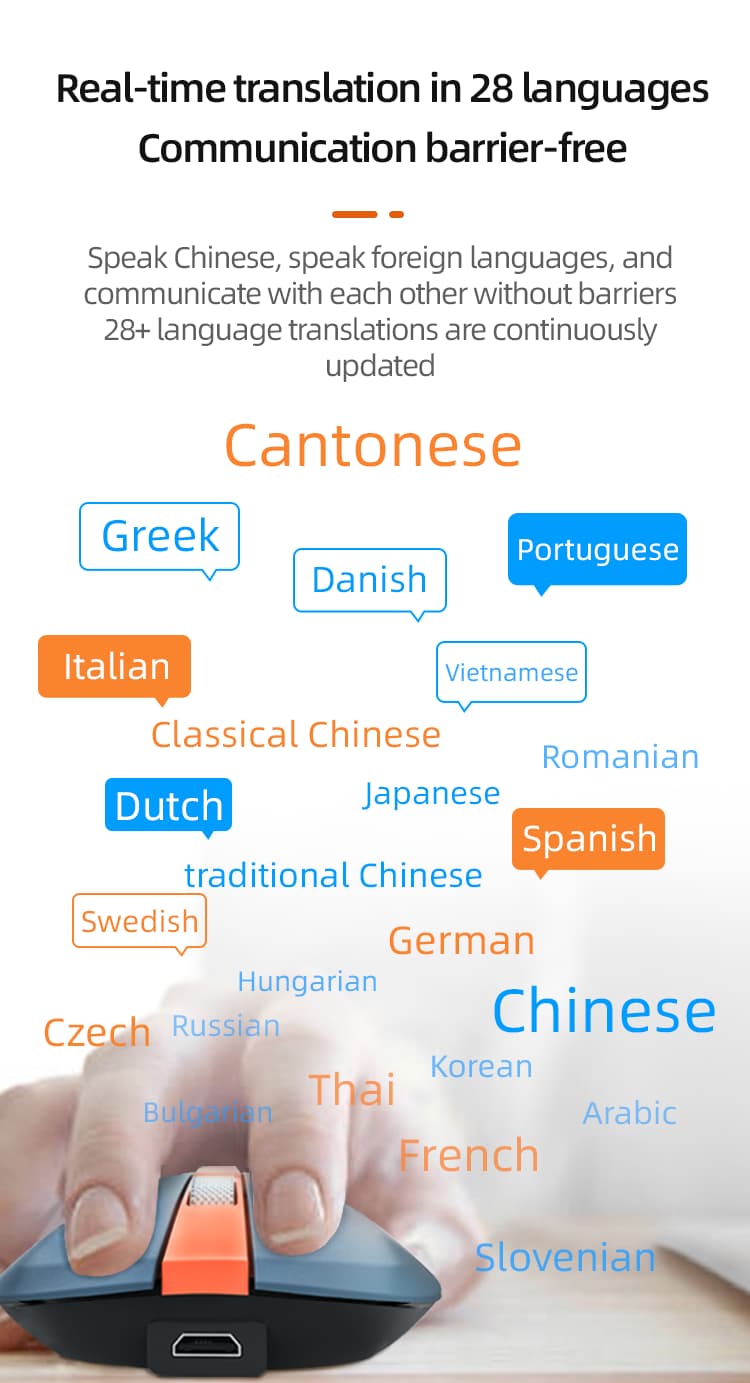 Real-time translation in 28 languages
Communication barrier-free
Speak Chinese, speak foreign languages, and
communicate with each other without barriers
28+ language translations are continuously
updated
Cantonese
Greek
Portuguese
Danish
Italian
Vietnamese
Classical Chinese
Romanian
Japanese
Dutch
Spanish
traditional Chinese
Swedish
German
Hungarian
Chinese
Czech
Russian
Korean
Thai
Bulgarian
Arabic
French
Slovenian